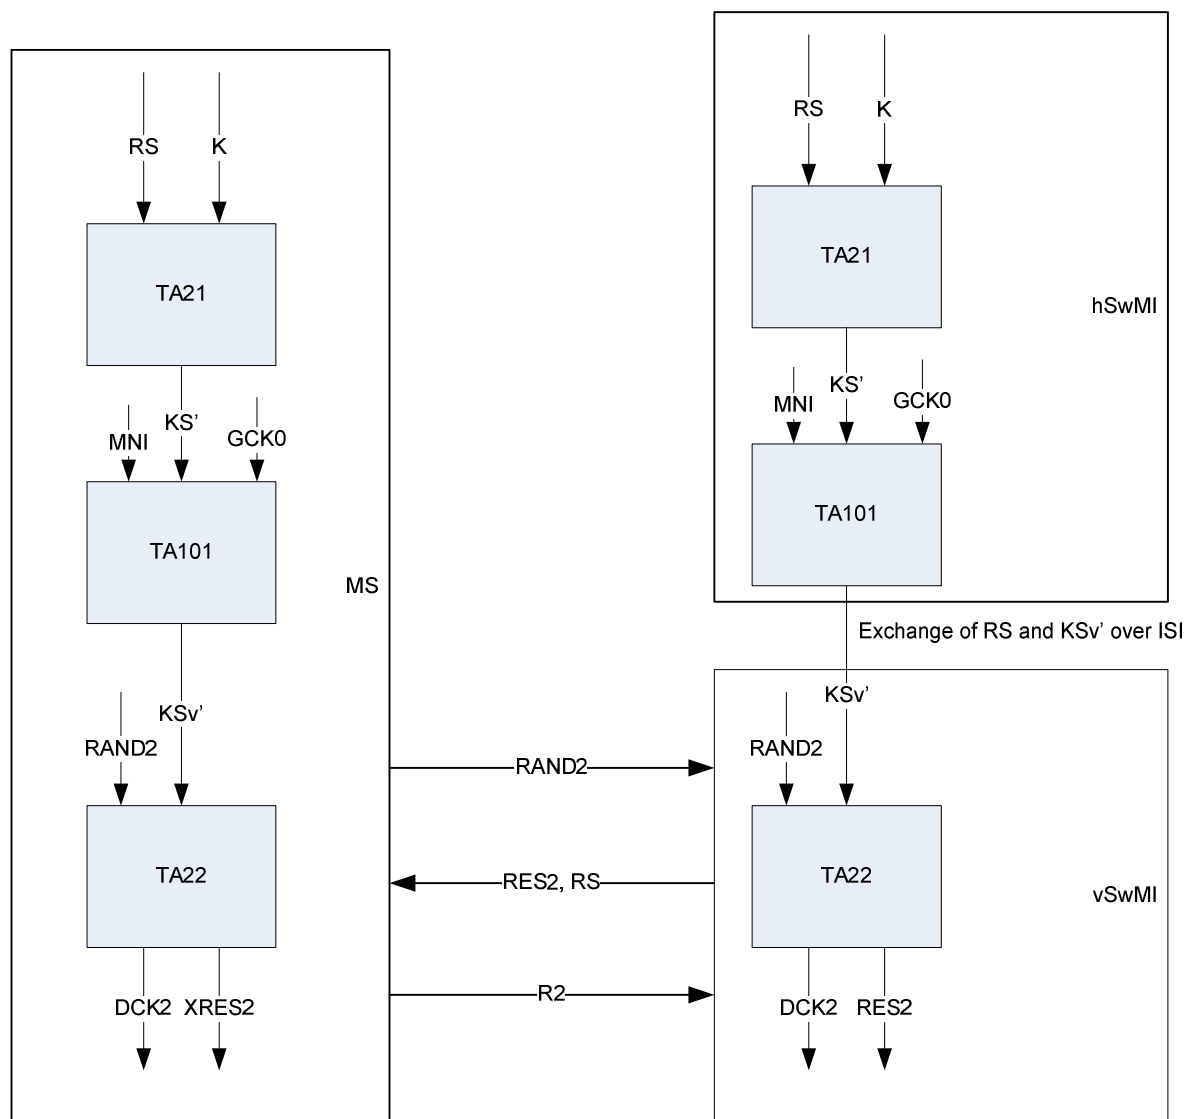 RS
K
TA21
MNI
KS’
GCK0
TA101
MS
KSv’
RAND2
TA22
DCK2
XRES2
RAND2
RES2, RS
R2
RS
K
TA21
hSwMI
MNI
KS’
GCK0
TA101
Exchange of RS and KSv’ over ISI
KSv’
RAND2
TA22
vSwMI
DCK2
RES2